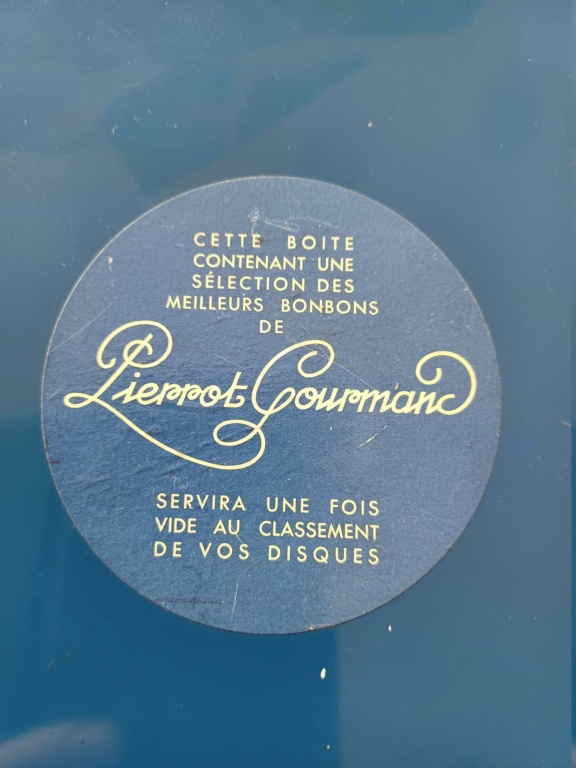 CETTE BOITE
CONTENANT UNE
SÉLECTION DES
MEILLEURS BONBONS
DE
Pierrot Gourmand
SERVIRA UNE FOIS
VIDE AU CLASSEMENT
DE VOS DISQUES